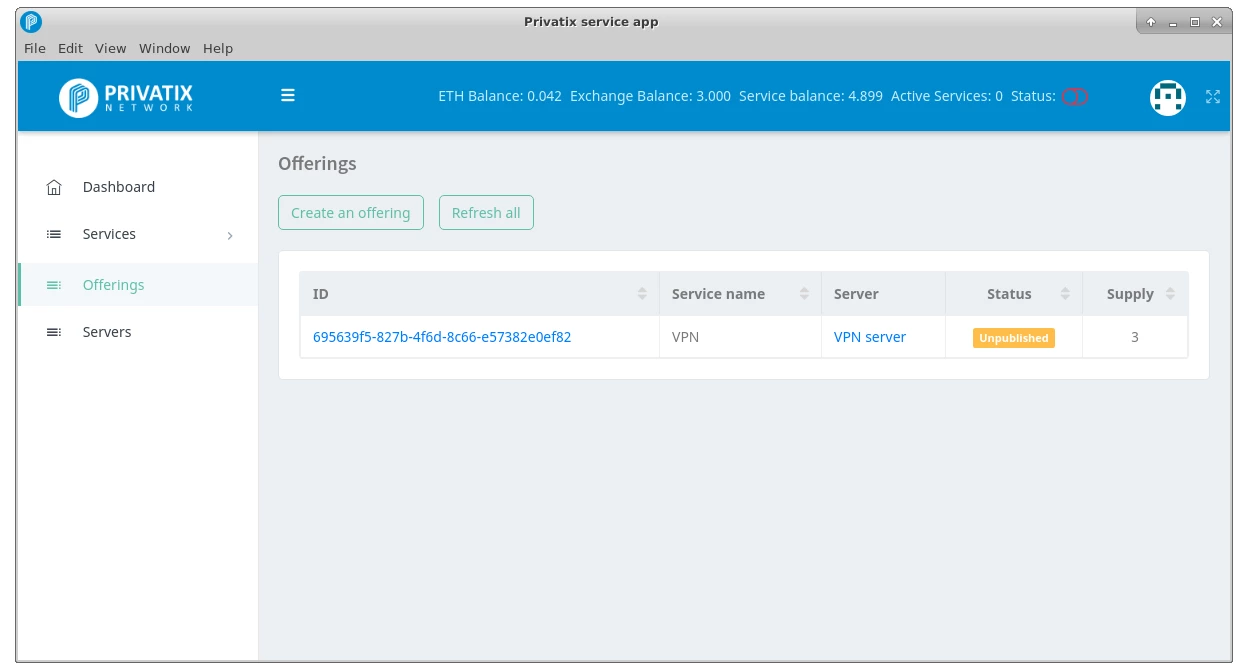 Privatix service app
File Edit View Window Help
PRIVATIX
NETWORK
ETH Balance: 0.042 Exchange Balance: 3.000 Service balance: 4.899 Active Services: 0 Status:
Dashboard
Services
Offerings
Servers
Offerings
Create an offering Refresh all
ID Service name Server Status Supply
695639f5-827b-4f6d-8c66-e57382e0ef82 VPN VPN server Unpublished 3